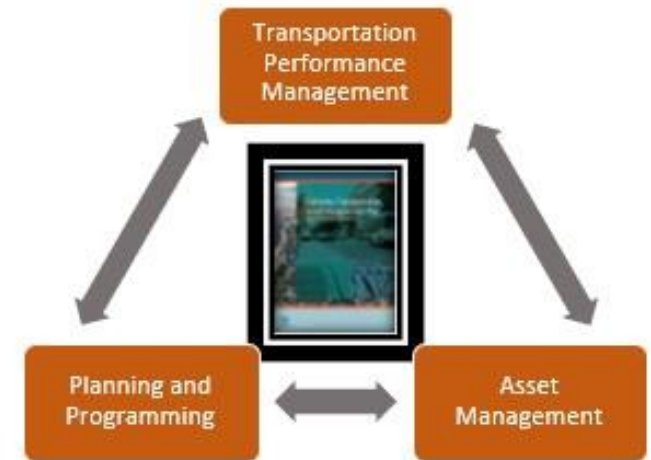 Transportation
Performance
Management
Planning and
Programming
Asset
Management